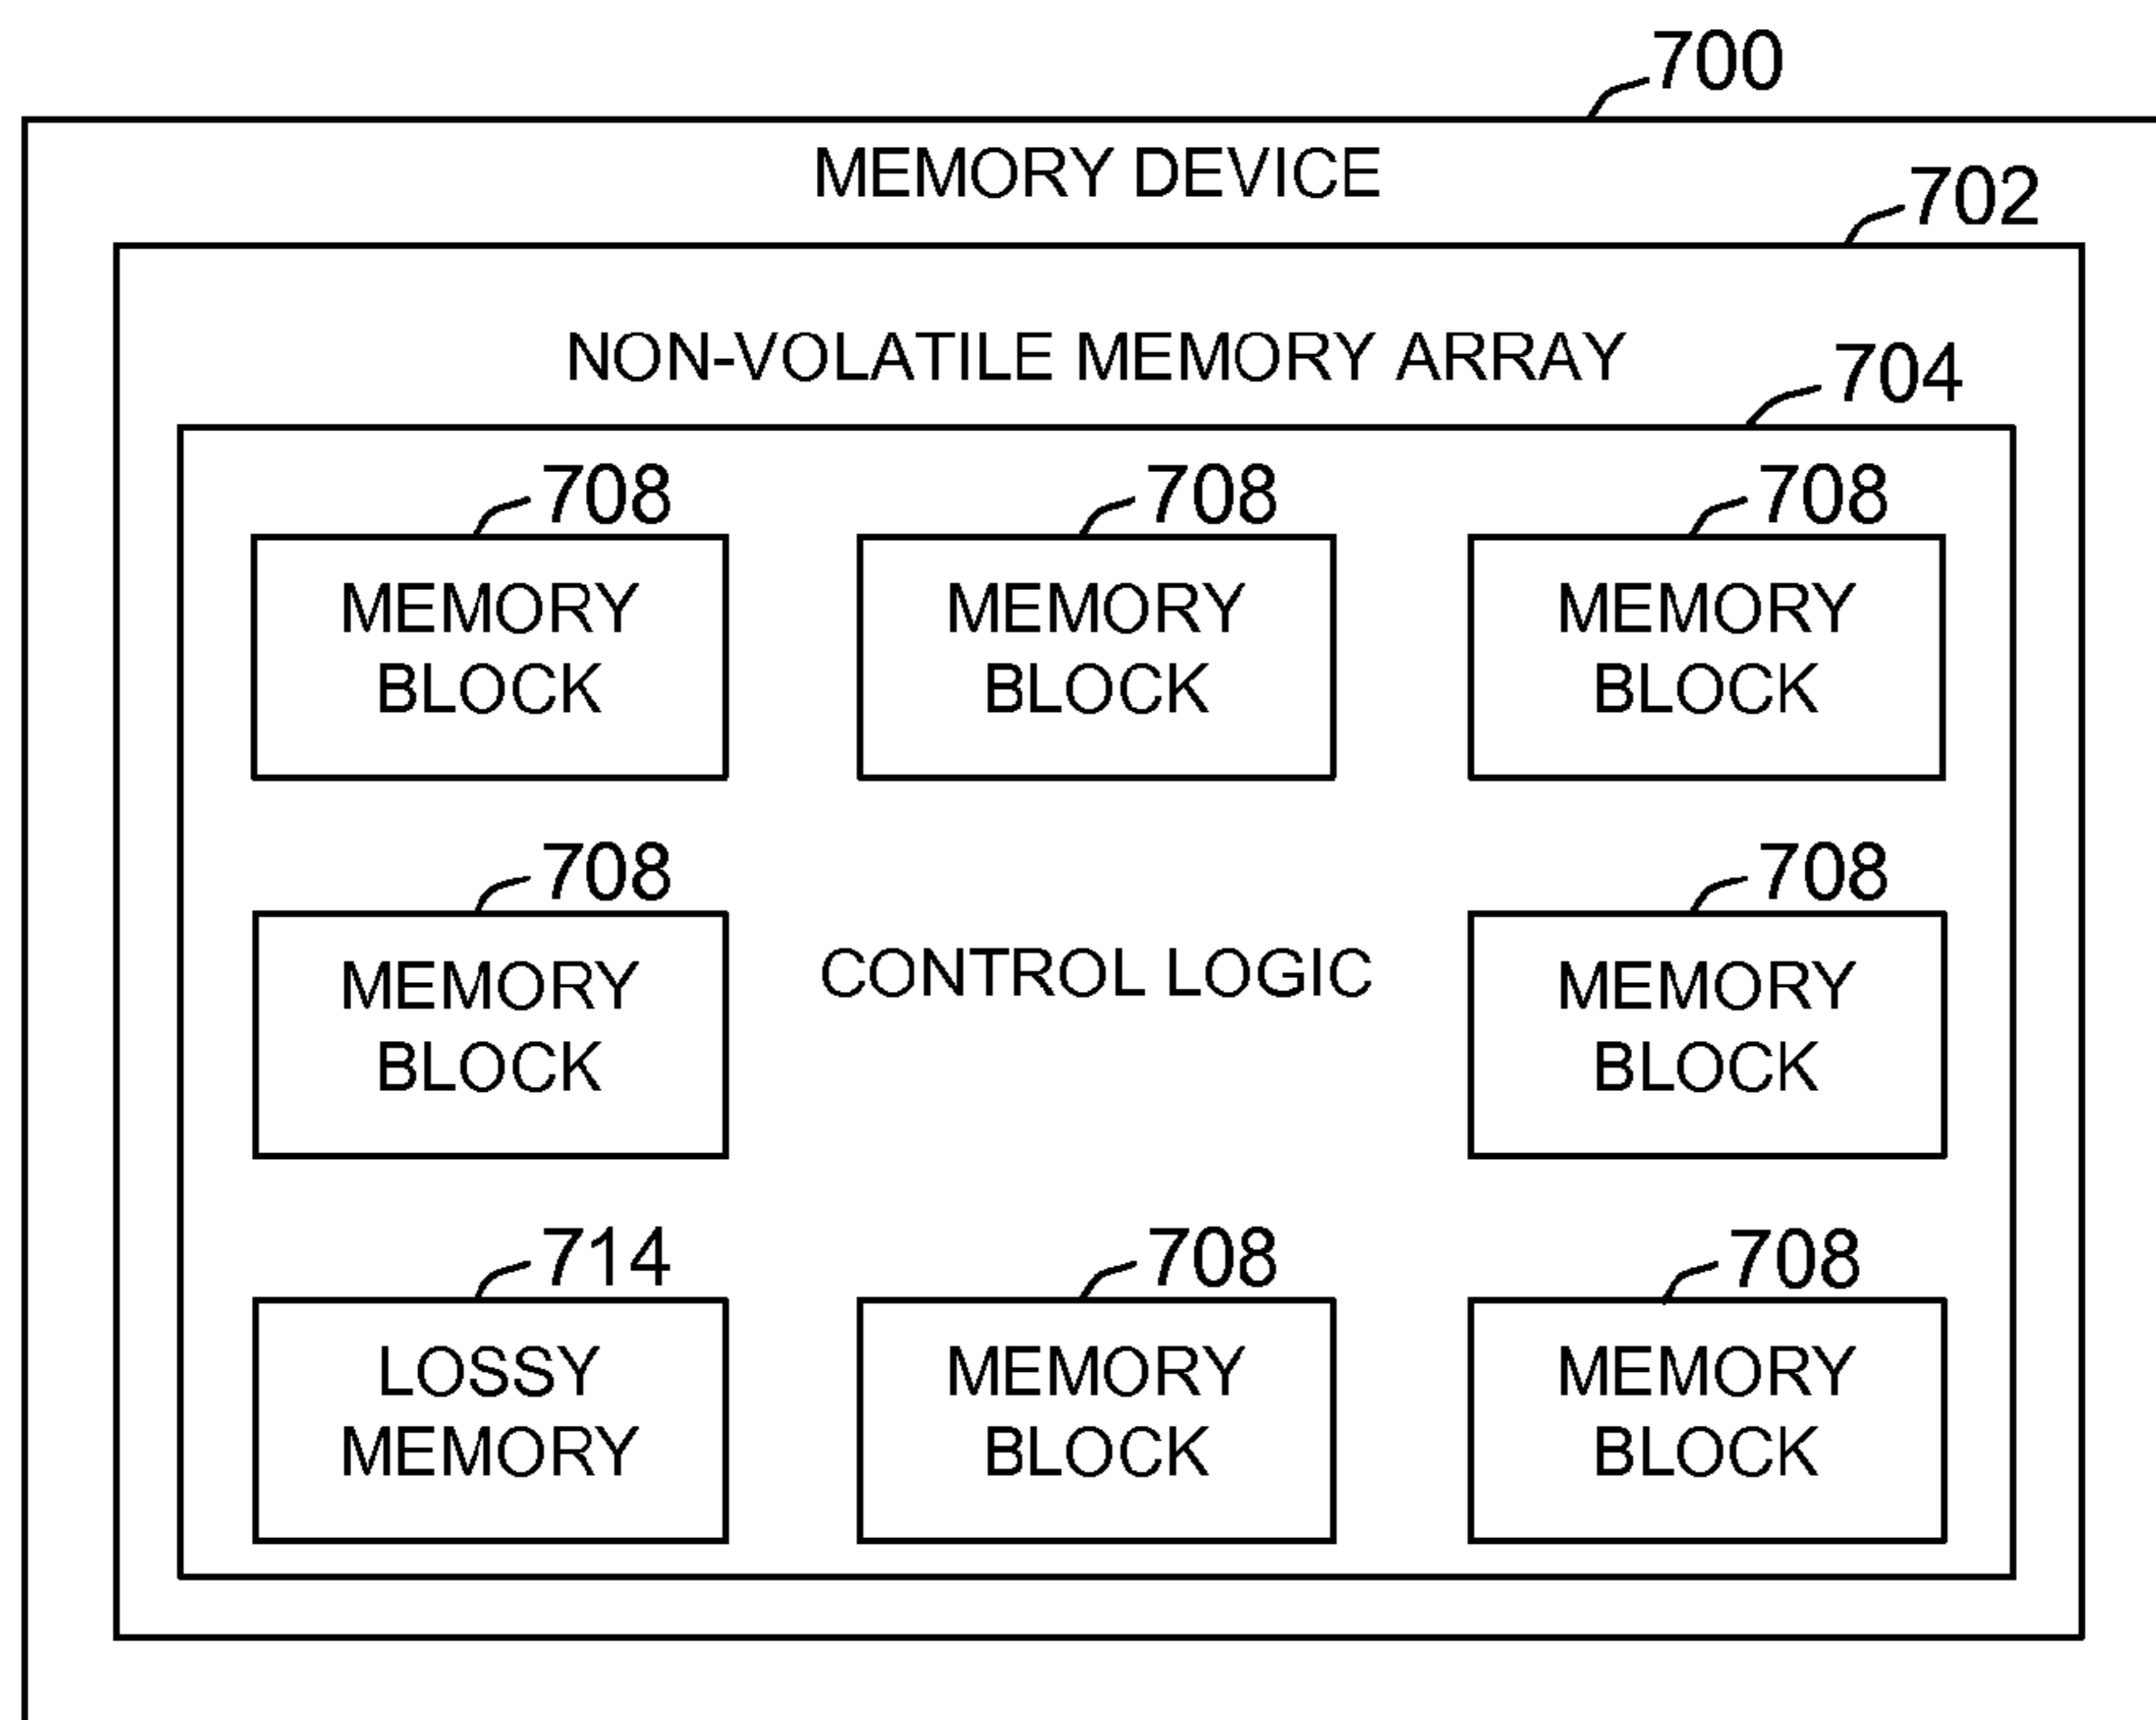 700
MEMORY DEVICE
702
NON-VOLATILE MEMORY ARRAY
704
708 708 708
MEMORY MEMORY MEMORY
BLOCK BLOCK BLOCK
708 708
MEMORY CONTROL LOGIC MEMORY
BLOCK BLOCK
714 708 708
LOSSY MEMORY MEMORY
MEMORY BLOCK BLOCK